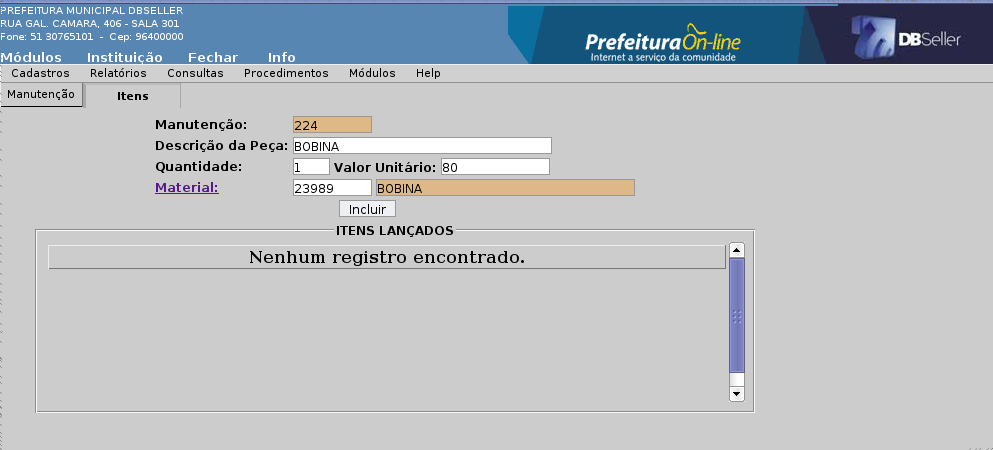 PREFEITURA MUNICIPAL DBSELLER
RUA GAL. CAMARA, 406 - SALA 301
Fone: 51 30765101 - Cep: 96400000
Prefeitura On-line
Internet a serviço da comunidade
DBSeller
Módulos Instituição Fechar Info
Cadastros Relatórios Consultas Procedimentos Módulos Help
Manutenção Itens
Manutenção: 224
Descrição da Peça: BOBINA
Quantidade: 1 Valor Unitário: 80
Material: 23989 BOBINA
Incluir
ITENS LANÇADOS
Nenhum registro encontrado.